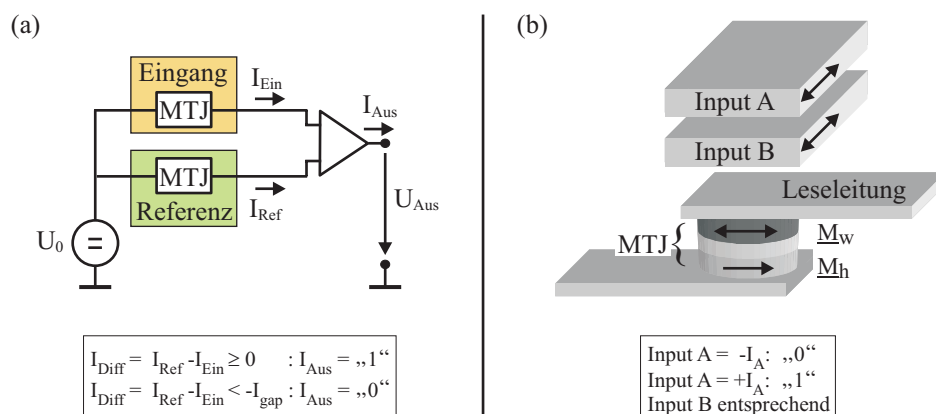 (a)
Eingang
MTJ
I_Ein
I_Aus
MTJ
Referenz
I_Ref
U_Aus
U_0
=
I_Diff = I_Ref -I_Ein ≥ 0 : I_Aus = „1“
I_Diff = I_Ref -I_Ein < -I_gap : I_Aus = „0“
(b)
Input A
Input B
Leseleitung
MTJ {
M_w
M_h
Input A = -I_A: „0“
Input A = +I_A: „1“
Input B entsprechend